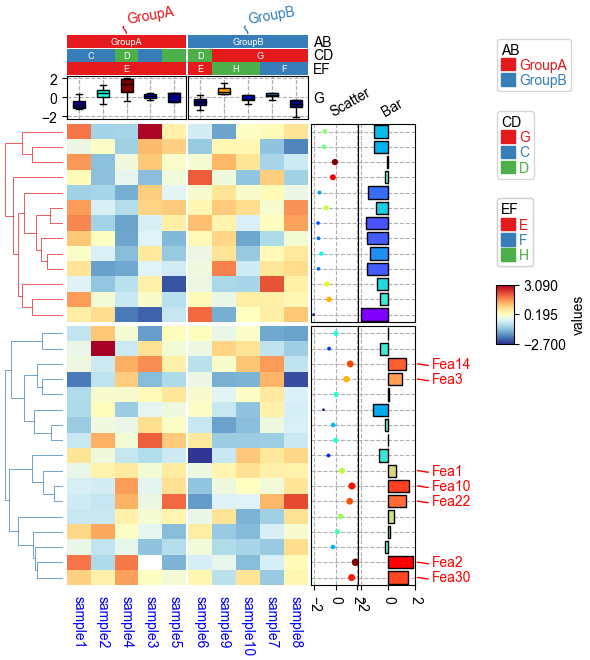 GroupA GroupB
GroupA GroupB AB
C D D G CD
E E H F EF
2
0
−2
G
Scatter Bar
AB
GroupA
GroupB
CD
G
C
D
EF
E
F
H
3.090
0.195
−2.700
values
Fea14
Fea3
Fea1
Fea10
Fea22
Fea2
Fea30
−2 0 2 −2 0 2
sample1 sample2 sample4 sample3 sample5 sample6 sample9 sample10 sample7 sample8